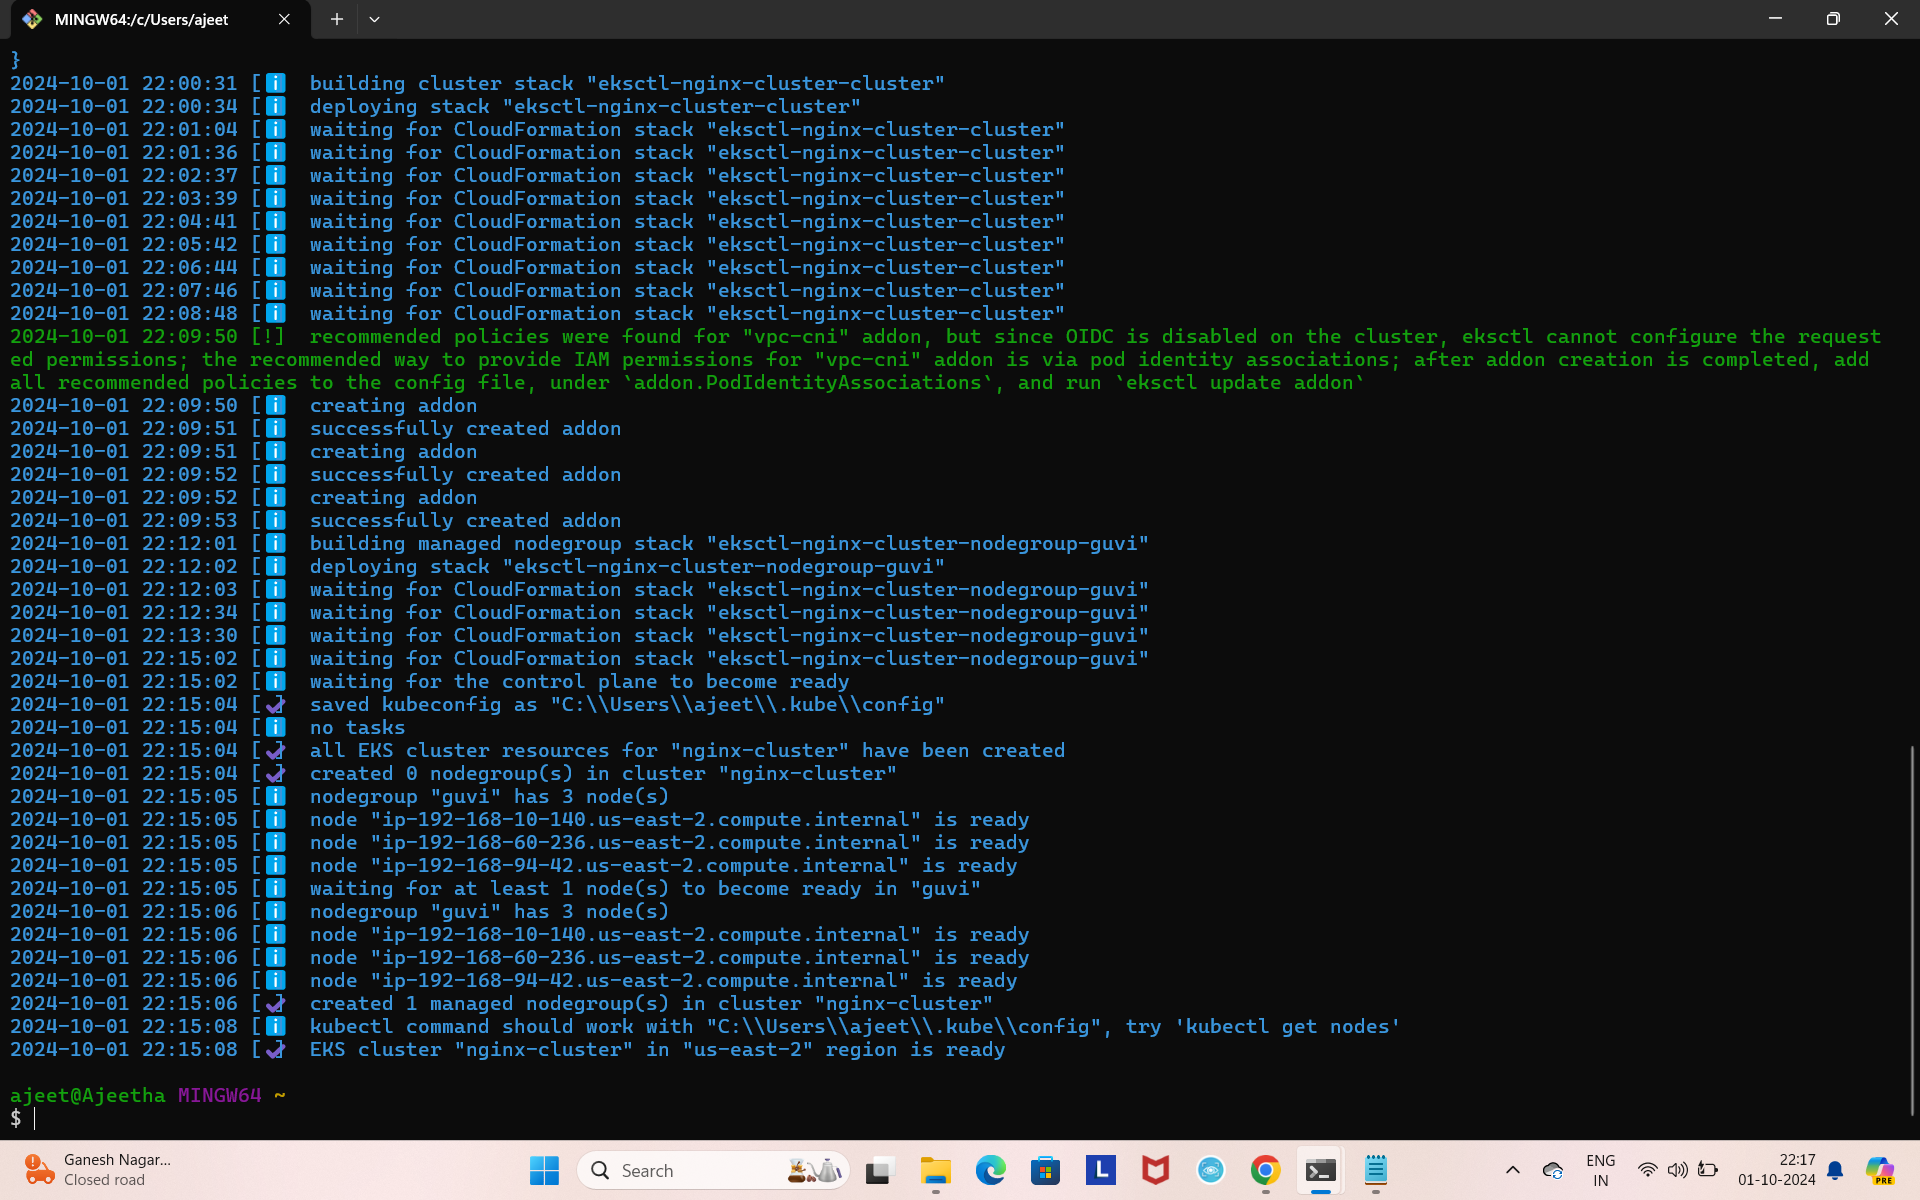 MINGW64:/c/Users/ajeet
}
2024-10-01 22:00:31 [ℹ]  building cluster stack "eksctl-nginx-cluster-cluster"
2024-10-01 22:00:34 [ℹ]  deploying stack "eksctl-nginx-cluster-cluster"
2024-10-01 22:01:04 [ℹ]  waiting for CloudFormation stack "eksctl-nginx-cluster-cluster"
2024-10-01 22:01:36 [ℹ]  waiting for CloudFormation stack "eksctl-nginx-cluster-cluster"
2024-10-01 22:02:37 [ℹ]  waiting for CloudFormation stack "eksctl-nginx-cluster-cluster"
2024-10-01 22:03:39 [ℹ]  waiting for CloudFormation stack "eksctl-nginx-cluster-cluster"
2024-10-01 22:04:41 [ℹ]  waiting for CloudFormation stack "eksctl-nginx-cluster-cluster"
2024-10-01 22:05:42 [ℹ]  waiting for CloudFormation stack "eksctl-nginx-cluster-cluster"
2024-10-01 22:06:44 [ℹ]  waiting for CloudFormation stack "eksctl-nginx-cluster-cluster"
2024-10-01 22:07:46 [ℹ]  waiting for CloudFormation stack "eksctl-nginx-cluster-cluster"
2024-10-01 22:08:48 [ℹ]  waiting for CloudFormation stack "eksctl-nginx-cluster-cluster"
2024-10-01 22:09:50 [!]  recommended policies were found for "vpc-cni" addon, but since OIDC is disabled on the cluster, eksctl cannot configure the request
ed permissions; the recommended way to provide IAM permissions for "vpc-cni" addon is via pod identity associations; after addon creation is completed, add
all recommended policies to the config file, under `addon.PodIdentityAssociations`, and run `eksctl update addon`
2024-10-01 22:09:50 [ℹ]  creating addon
2024-10-01 22:09:51 [ℹ]  successfully created addon
2024-10-01 22:09:51 [ℹ]  creating addon
2024-10-01 22:09:52 [ℹ]  successfully created addon
2024-10-01 22:09:52 [ℹ]  creating addon
2024-10-01 22:09:53 [ℹ]  successfully created addon
2024-10-01 22:12:01 [ℹ]  building managed nodegroup stack "eksctl-nginx-cluster-nodegroup-guvi"
2024-10-01 22:12:02 [ℹ]  deploying stack "eksctl-nginx-cluster-nodegroup-guvi"
2024-10-01 22:12:03 [ℹ]  waiting for CloudFormation stack "eksctl-nginx-cluster-nodegroup-guvi"
2024-10-01 22:12:34 [ℹ]  waiting for CloudFormation stack "eksctl-nginx-cluster-nodegroup-guvi"
2024-10-01 22:13:30 [ℹ]  waiting for CloudFormation stack "eksctl-nginx-cluster-nodegroup-guvi"
2024-10-01 22:15:02 [ℹ]  waiting for CloudFormation stack "eksctl-nginx-cluster-nodegroup-guvi"
2024-10-01 22:15:02 [ℹ]  waiting for the control plane to become ready
2024-10-01 22:15:04 [✔]  saved kubeconfig as "C:\\Users\\ajeet\\.kube\\config"
2024-10-01 22:15:04 [ℹ]  no tasks
2024-10-01 22:15:04 [✔]  all EKS cluster resources for "nginx-cluster" have been created
2024-10-01 22:15:04 [✔]  created 0 nodegroup(s) in cluster "nginx-cluster"
2024-10-01 22:15:05 [ℹ]  nodegroup "guvi" has 3 node(s)
2024-10-01 22:15:05 [ℹ]  node "ip-192-168-10-140.us-east-2.compute.internal" is ready
2024-10-01 22:15:05 [ℹ]  node "ip-192-168-60-236.us-east-2.compute.internal" is ready
2024-10-01 22:15:05 [ℹ]  node "ip-192-168-94-42.us-east-2.compute.internal" is ready
2024-10-01 22:15:05 [ℹ]  waiting for at least 1 node(s) to become ready in "guvi"
2024-10-01 22:15:06 [ℹ]  nodegroup "guvi" has 3 node(s)
2024-10-01 22:15:06 [ℹ]  node "ip-192-168-10-140.us-east-2.compute.internal" is ready
2024-10-01 22:15:06 [ℹ]  node "ip-192-168-60-236.us-east-2.compute.internal" is ready
2024-10-01 22:15:06 [ℹ]  node "ip-192-168-94-42.us-east-2.compute.internal" is ready
2024-10-01 22:15:06 [✔]  created 1 managed nodegroup(s) in cluster "nginx-cluster"
2024-10-01 22:15:08 [ℹ]  kubectl command should work with "C:\\Users\\ajeet\\.kube\\config", try 'kubectl get nodes'
2024-10-01 22:15:08 [✔]  EKS cluster "nginx-cluster" in "us-east-2" region is ready
ajeet@Ajeetha MINGW64 ~
$
Ganesh Nagar...
Closed road
Search
L
ENG
IN
22:17
01-10-2024
PRE